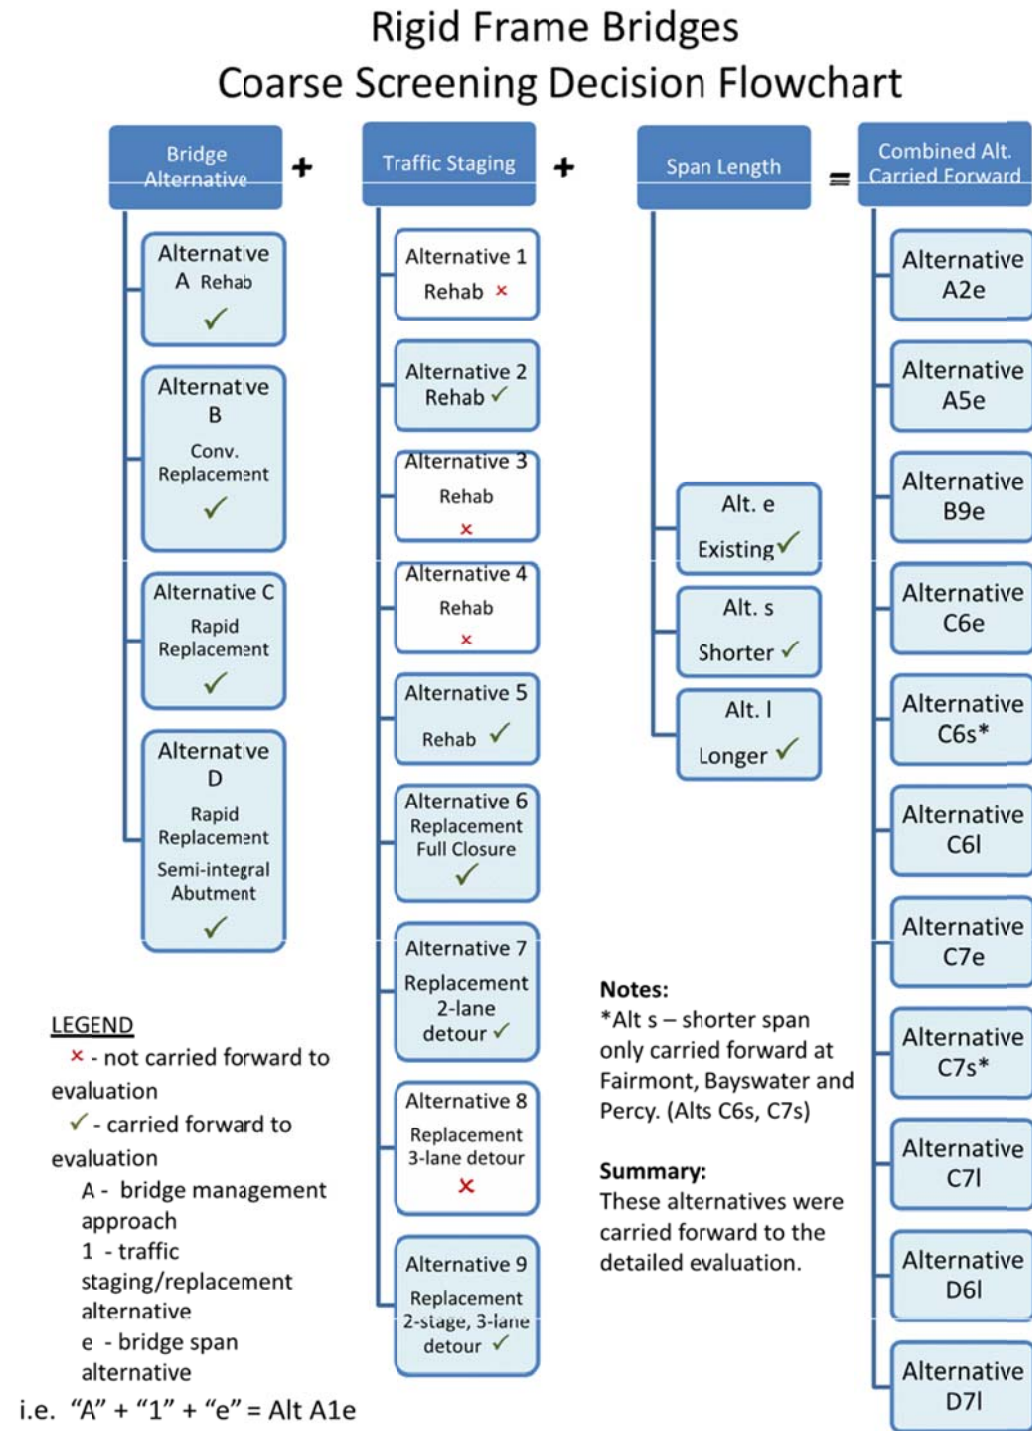 Rigid Frame Bridges
Coarse Screening Decision Flowchart
Bridge
Alternative
+
Traffic Staging
+
Span Length
=
Combined Alt.
Carried Forward
Alternative
A Rehab
✓
Alternative
B
Conv.
Replacement
✓
Alternative C
Rapid
Replacement
✓
Alternative
D
Rapid
Replacement
Semi-integral
Abutment
✓
Alternative 1
Rehab ×
Alternative 2
Rehab ✓
Alternative 3
Rehab
×
Alternative 4
Rehab
×
Alternative 5
Rehab ✓
Alternative 6
Replacement
Full Closure
✓
Alternative 7
Replacement
2-lane
detour ✓
Alternative 8
Replacement
3-lane detour
×
Alternative 9
Replacement
2-stage, 3-lane
detour ✓
Alt. e
Existing ✓
Alt. s
Shorter ✓
Alt. l
Longer ✓
Alternative
A2e
Alternative
A5e
Alternative
B9e
Alternative
C6e
Alternative
C6s*
Alternative
C6l
Alternative
C7e
Alternative
C7s*
Alternative
C7l
Alternative
D6l
Alternative
D7l
LEGEND
× - not carried forward to
evaluation
✓ - carried forward to
evaluation
A - bridge management
approach
1 - traffic
staging/replacement
alternative
e - bridge span
alternative
i.e. “A” + “1” + “e” = Alt A1e
Notes:
*Alt s – shorter span
only carried forward at
Fairmont, Bayswater and
Percy. (Alts C6s, C7s)
Summary:
These alternatives were
carried forward to the
detailed evaluation.